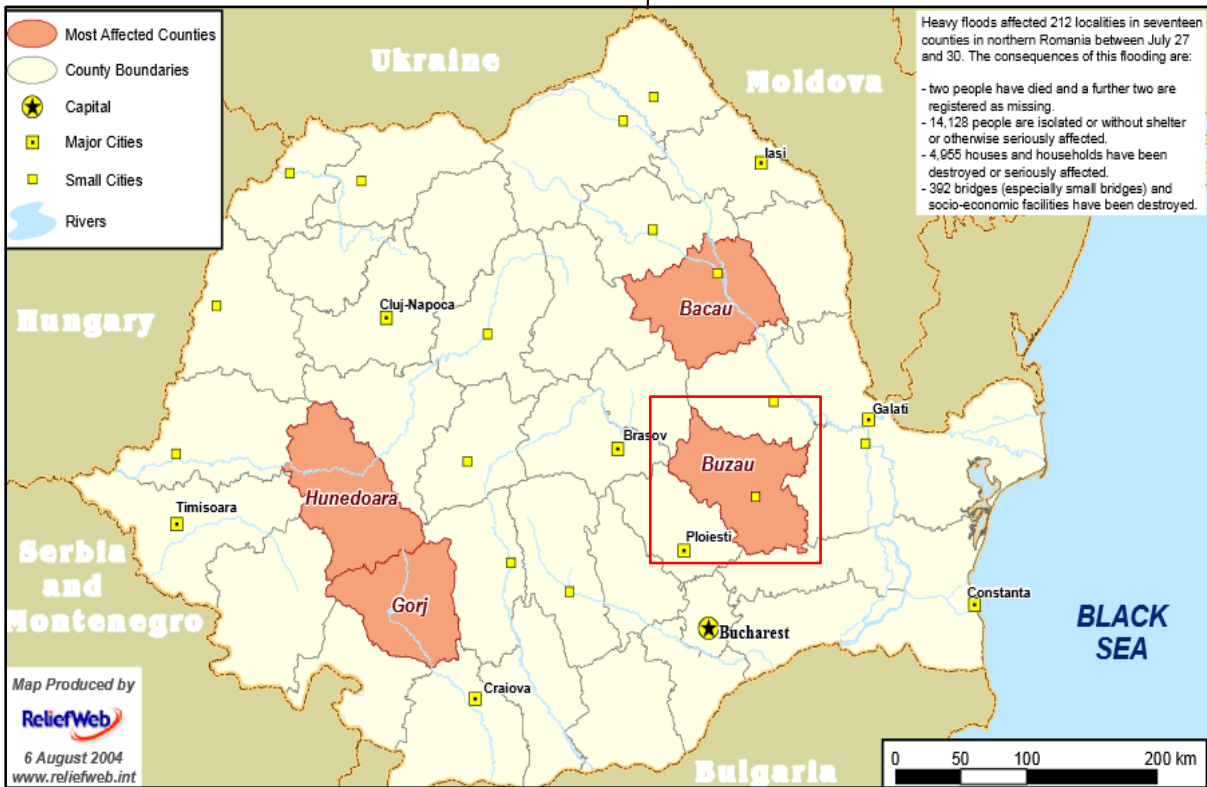 Most Affected Counties
County Boundaries
Capital
Major Cities
Small Cities
Rivers
Heavy floods affected 212 localities in seventeen
counties in northern Romania between July 27
and 30. The consequences of this flooding are:
- two people have died and a further two are
registered as missing.
- 14,128 people are isolated or without shelter
or otherwise seriously affected.
- 4,955 houses and households have been
destroyed or seriously affected.
- 392 bridges (especially small bridges) and
socio-economic facilities have been destroyed.
Ukraine
Moldova
Iasi
Bacau
Hungary
Cluj-Napoca
Galati
Brasov
Buzau
Hunedoara
Timisoara
Ploiesti
Serbia
and
Montenegro
Gorj
Constanta
Bucharest
BLACK
SEA
Craiova
Bulgaria
Map Produced by
ReliefWeb
6 August 2004
www.reliefweb.int
0 50 100 200 km